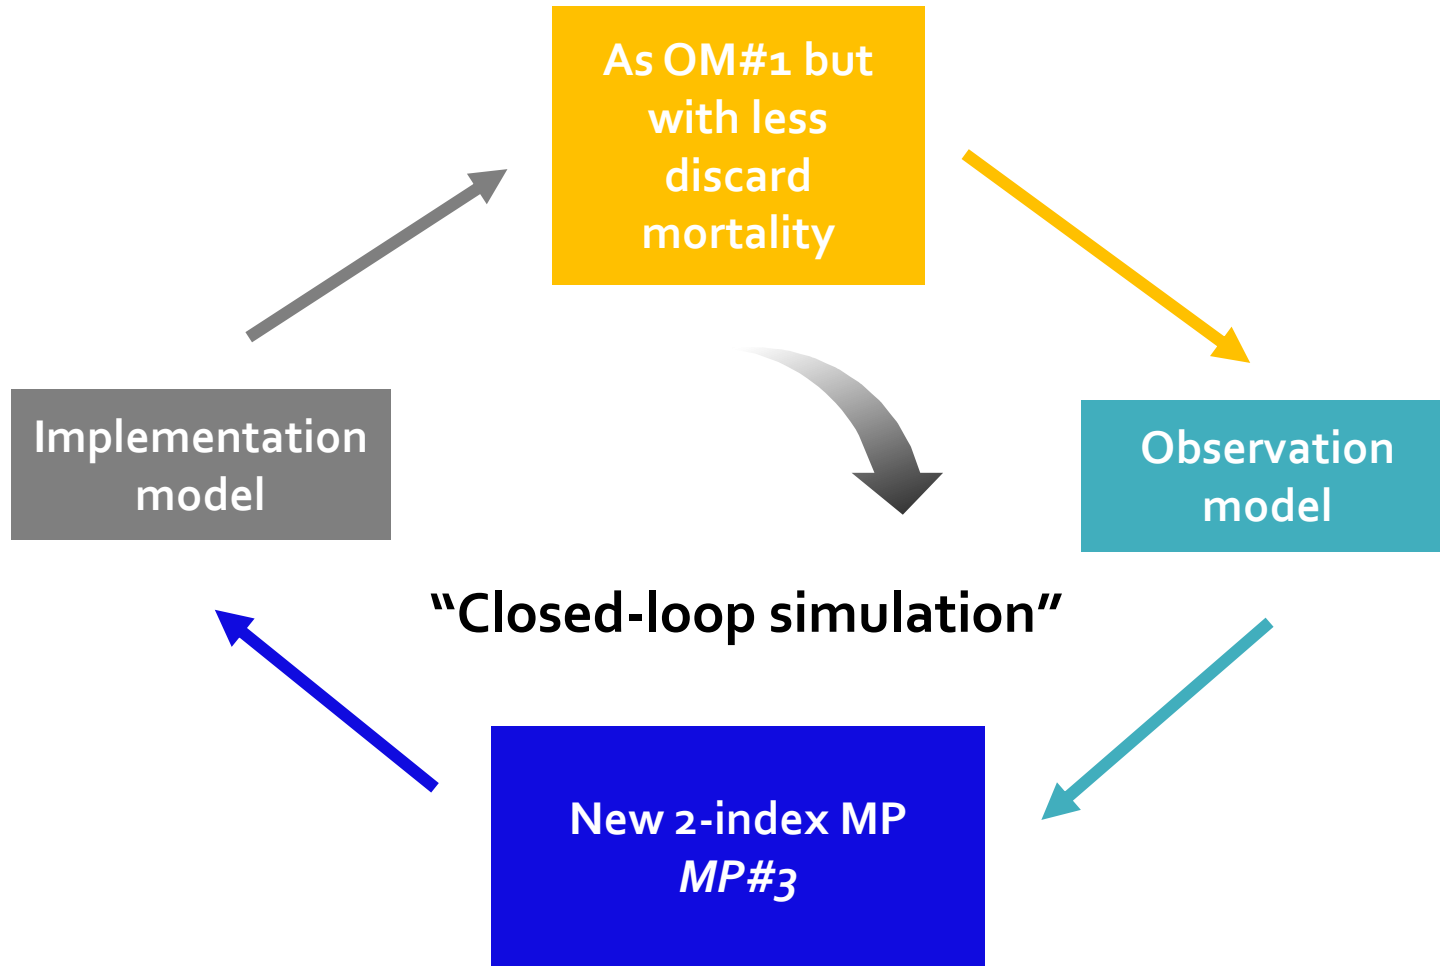 As OM#1 but
with less
discard
mortality
Implementation
model
Observation
model
“Closed-loop simulation”
New 2-index MP
MP#3